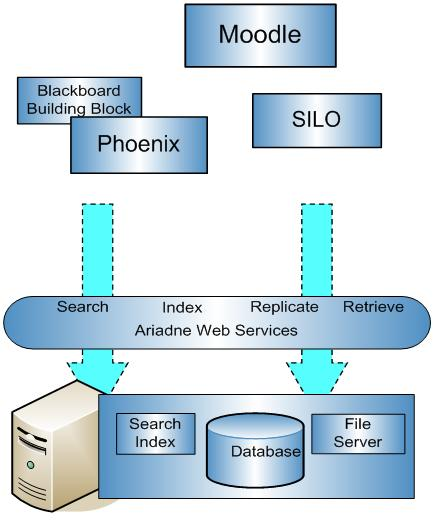 Moodle
Blackboard
Building Block
Phoenix
SILO
Search Index Replicate Retrieve
Ariadne Web Services
Search
Index
Database
File
Server